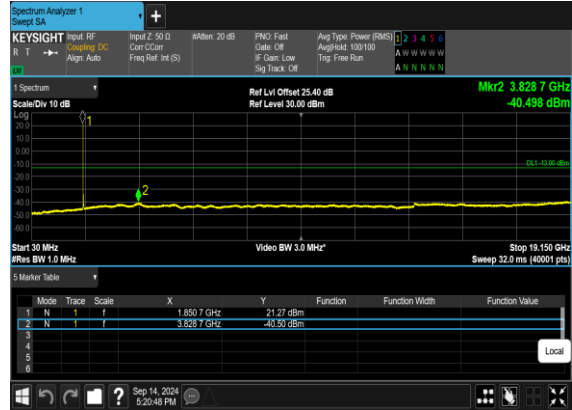 Spectrum Analyzer 1
Swept SA
+
KEYSIGHT Input: RF Input Z: 50 Ω #Atten: 20 dB PNO: Fast Avg Type: Power (RMS) 1 2 3 4 5 6
R T Coupling: DC Corr CCorr Gate: Off Avg|Hold: 100/100 A W W W W W
Align: Auto Freq Ref: Int (S) IF Gain: Low Trig: Free Run
Sig Track: Off A N N N N N
LW
1 Spectrum Ref Lvl Offset 25.40 dB Mkr2 3.828 7 GHz
Scale/Div 10 dB Ref Level 30.00 dBm -40.498 dBm
Log
1
20.0
10.0
0.00
-10.0
DL1 -13.00 dBm
-20.0
-30.0
2
-40.0
-50.0
-60.0
Start 30 MHz Video BW 3.0 MHz* Stop 19.150 GHz
#Res BW 1.0 MHz Sweep 32.0 ms (40001 pts)
5 Marker Table
Mode Trace Scale X Y Function Function Width Function Value
1 N 1 f 1.850 7 GHz 21.27 dBm
2 N 1 f 3.828 7 GHz -40.50 dBm
3
4
5
6
Local
? Sep 14, 2024
5:20:48 PM